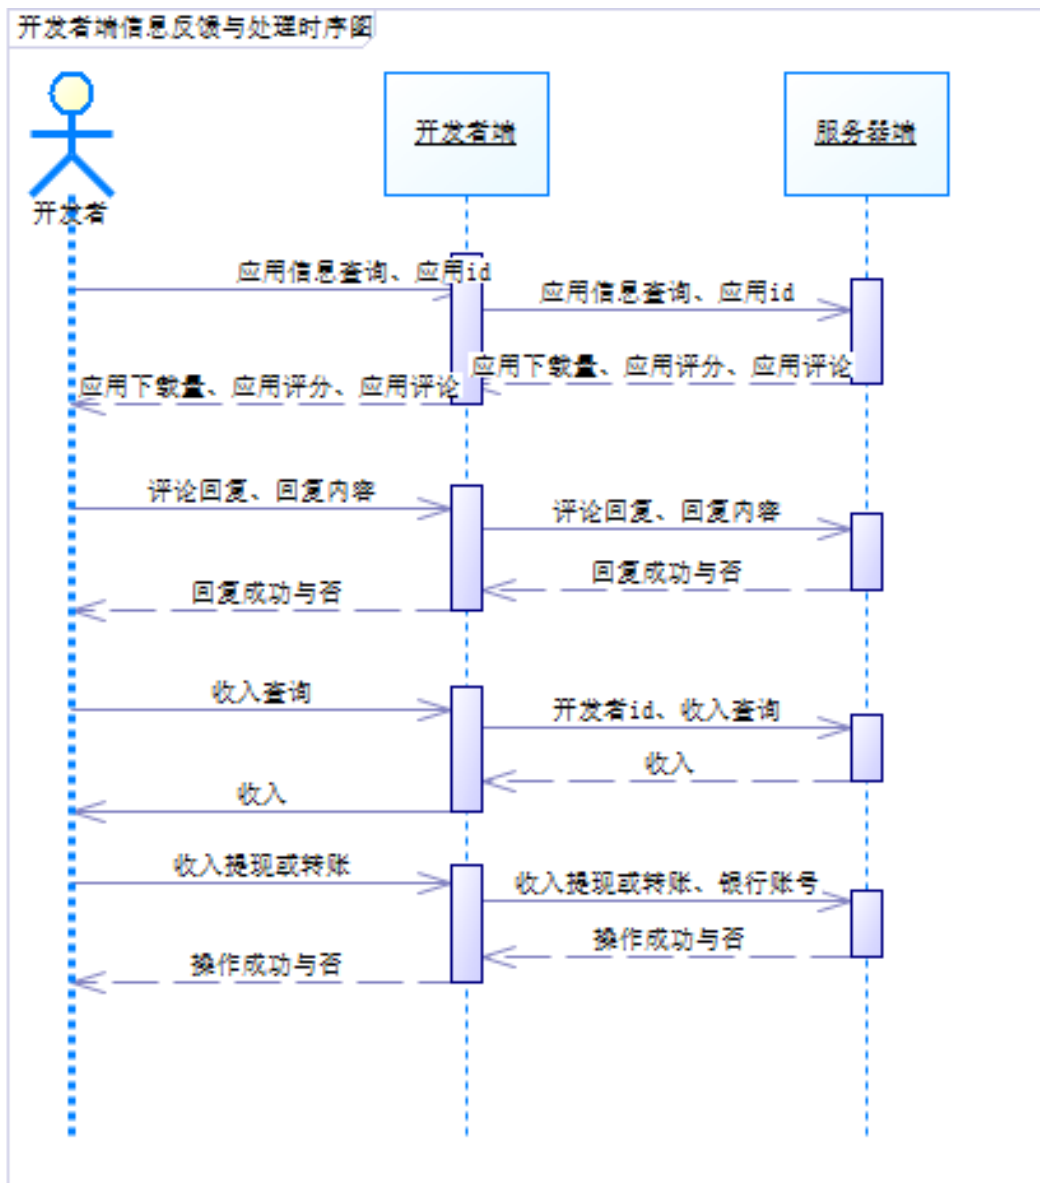 开发者端信息反馈与处理时序图
开发者端
服务器端
开发者
应用信息查询、应用id
应用信息查询、应用id
应用下载量、应用评分、应用评论
应用下载量、应用评分、应用评论
评论回复、回复内容
评论回复、回复内容
回复成功与否
回复成功与否
收入查询
开发者id、收入查询
收入
收入
收入提现或转账
收入提现或转账、银行账号
操作成功与否
操作成功与否